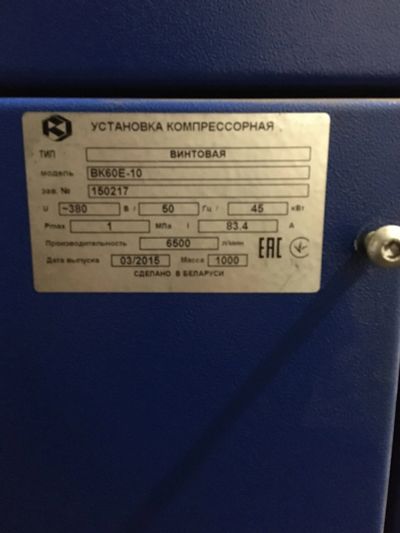 УСТАНОВКА КОМПРЕССОРНАЯ
ТИП ВИНТОВАЯ
модель ВК60Е-10
зав. № 150217
U ~380 В / 50 Гц / 45 кВт
Pmax 1 МПа I 83.4 А
Производительность 6500 л/мин
Дата выпуска 03/2015 Масса 1000
СДЕЛАНО В БЕЛАРУСИ
EAC